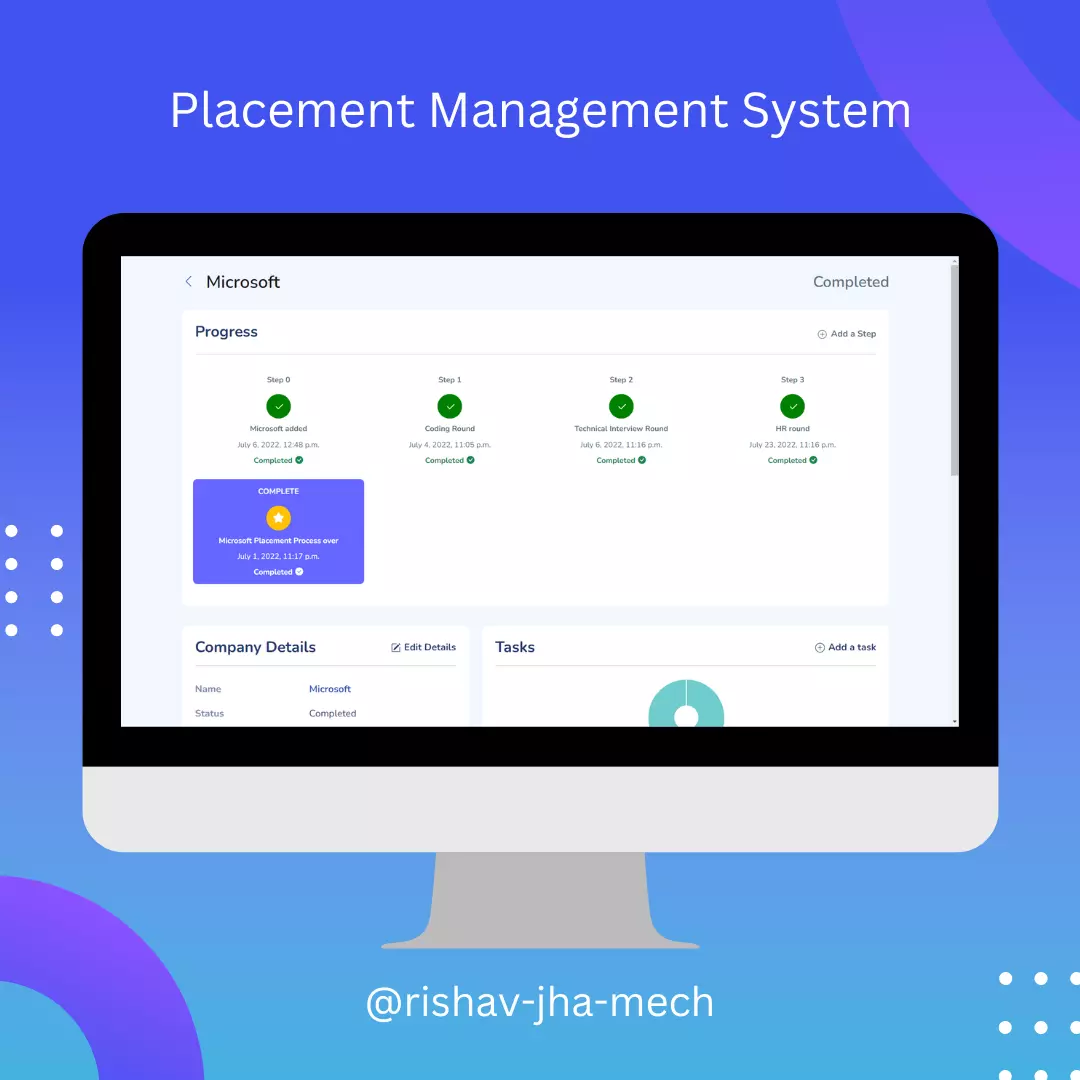 Placement Management System
Microsoft
Completed
Progress
Add a Step
Step 0
Microsoft added
July 6, 2022, 12:48 p.m.
Completed
Step 1
Coding Round
July 4, 2022, 11:05 p.m.
Completed
Step 2
Technical Interview Round
July 6, 2022, 11:16 p.m.
Completed
Step 3
HR round
July 23, 2022, 11:16 p.m.
Completed
COMPLETE
Microsoft Placement Process over
July 1, 2022, 11:17 p.m.
Completed
Company Details
Edit Details
Name
Microsoft
Status
Completed
Tasks
Add a task
@rishav-jha-mech